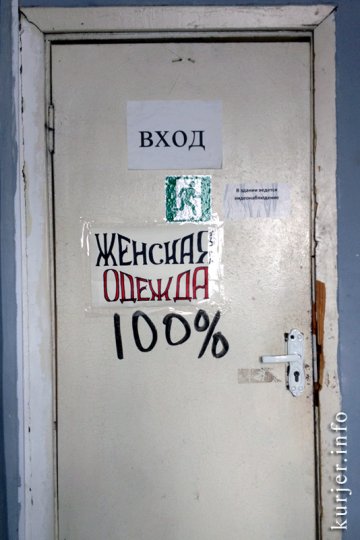 ВХОД
В здании ведется
видеонаблюдение
ЖЕНСКАЯ
ОДЕЖДА
100%
kurjer.info